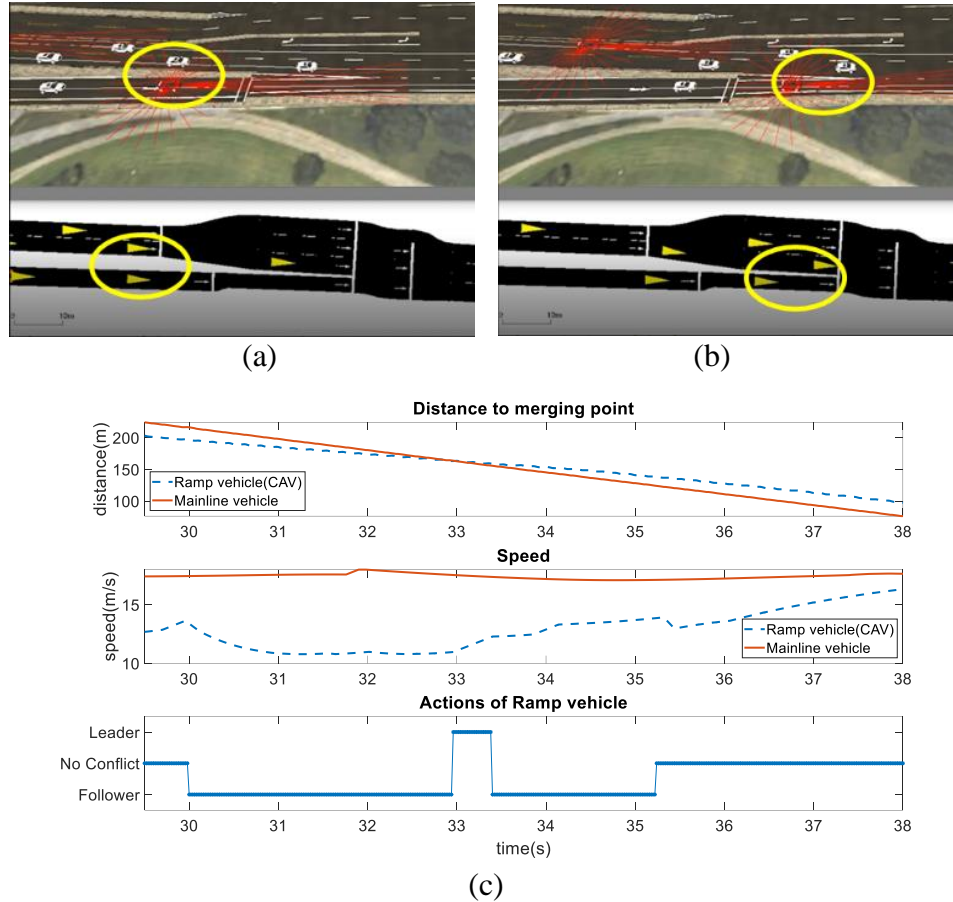 10m
10m
(a)
(b)
Distance to merging point
distance(m)
200
150
100
Ramp vehicle(CAV)
Mainline vehicle
30 31 32 33 34 35 36 37 38
Speed
speed(m/s)
15
10
Ramp vehicle(CAV)
Mainline vehicle
30 31 32 33 34 35 36 37 38
Actions of Ramp vehicle
Leader
No Conflict
Follower
30 31 32 33 34 35 36 37 38
time(s)
(c)